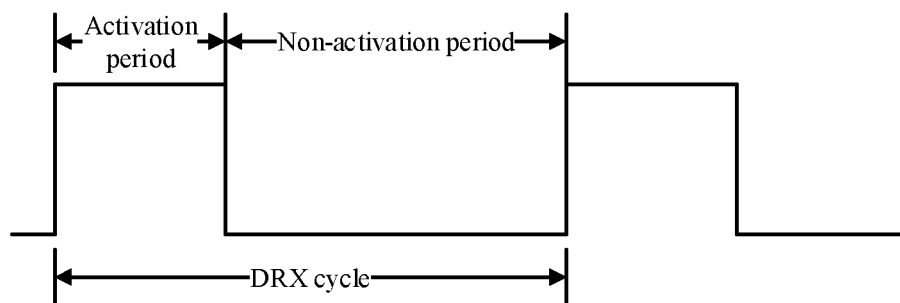 Activation
period
Non-activation period
DRX cycle